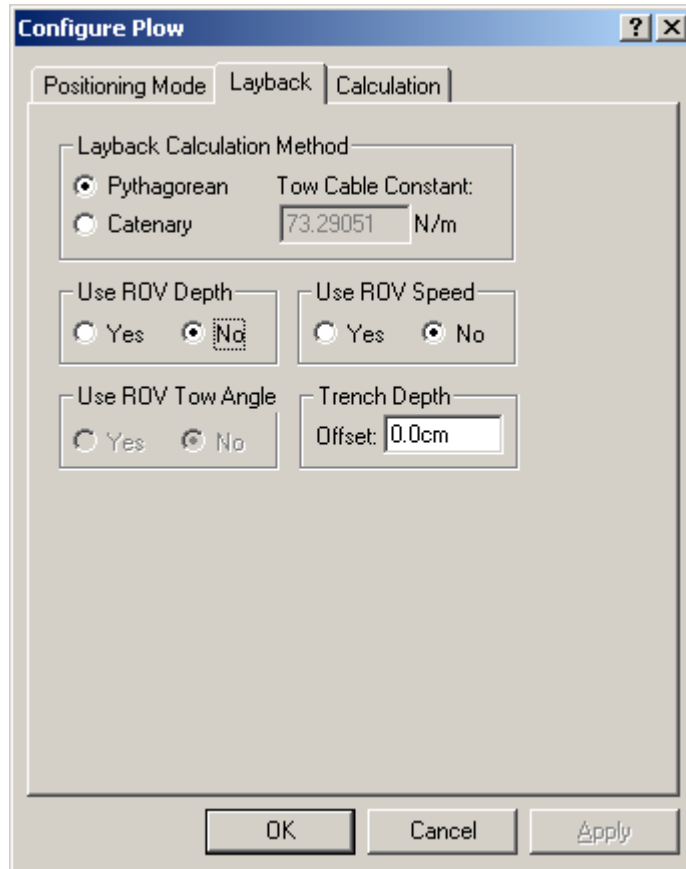 Configure Plow
Positioning Mode Layback Calculation
Layback Calculation Method
Pythagorean Tow Cable Constant:
Catenary 73.29051 N/m
Use ROV Depth Use ROV Speed
Yes No Yes No
Use ROV Tow Angle Trench Depth
Yes No Offset: 0.0cm
OK Cancel Apply